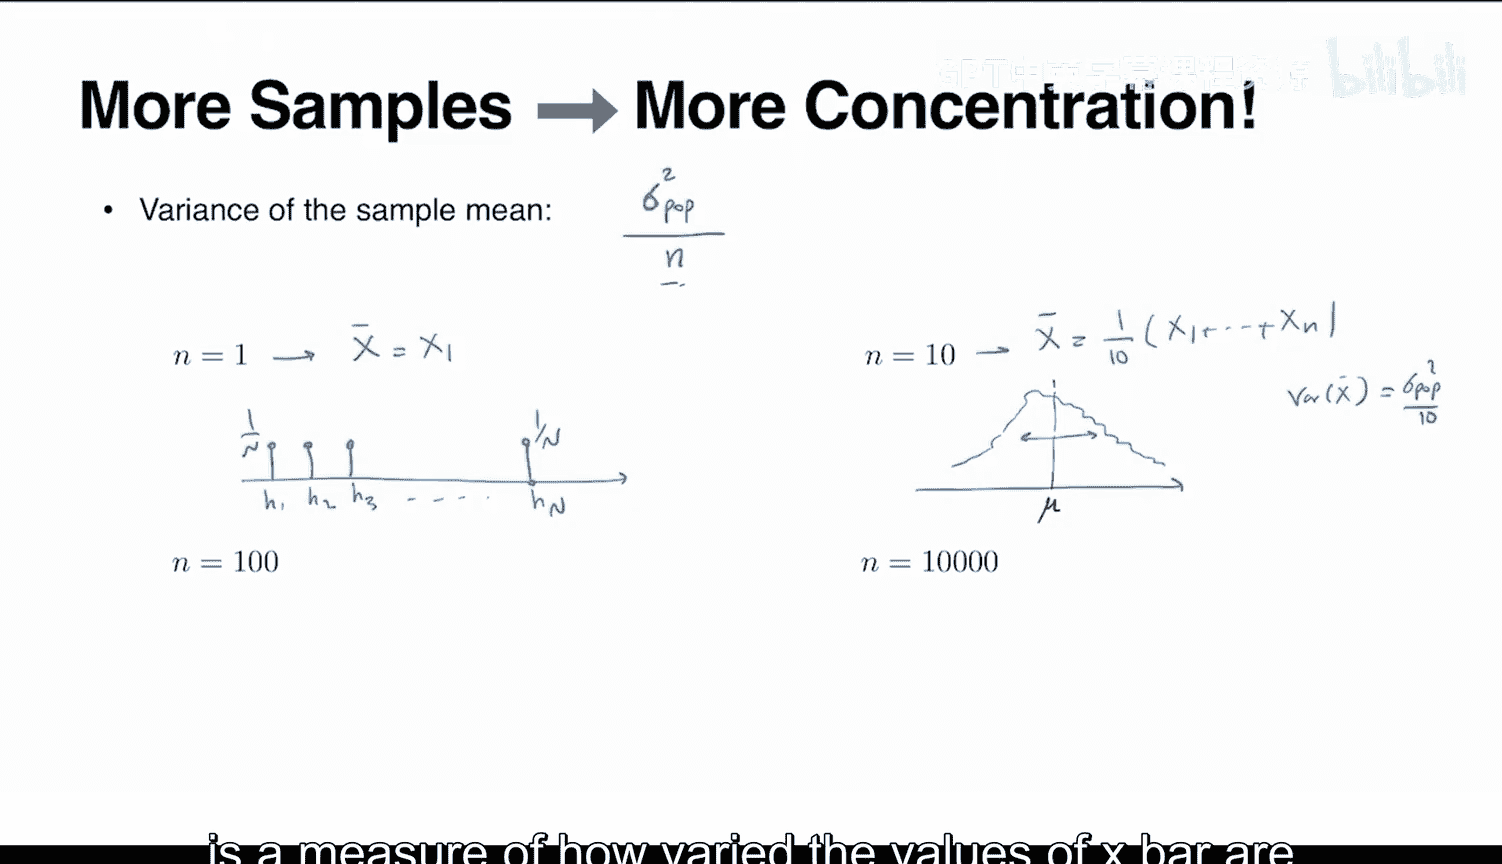 bilibili
More Samples → More Concentration!
• Variance of the sample mean: σ²pop / n
n = 1 → X̄ = X₁
n = 10 → X̄ = 1/10 (X₁ + ··· + Xn)
Var(X̄) = σ²pop / 10
1/N 1/N
h₁ h₂ h₃ - - - - · hN
μ
n = 100
n = 10000
is a measure of how varied the values of x bar are